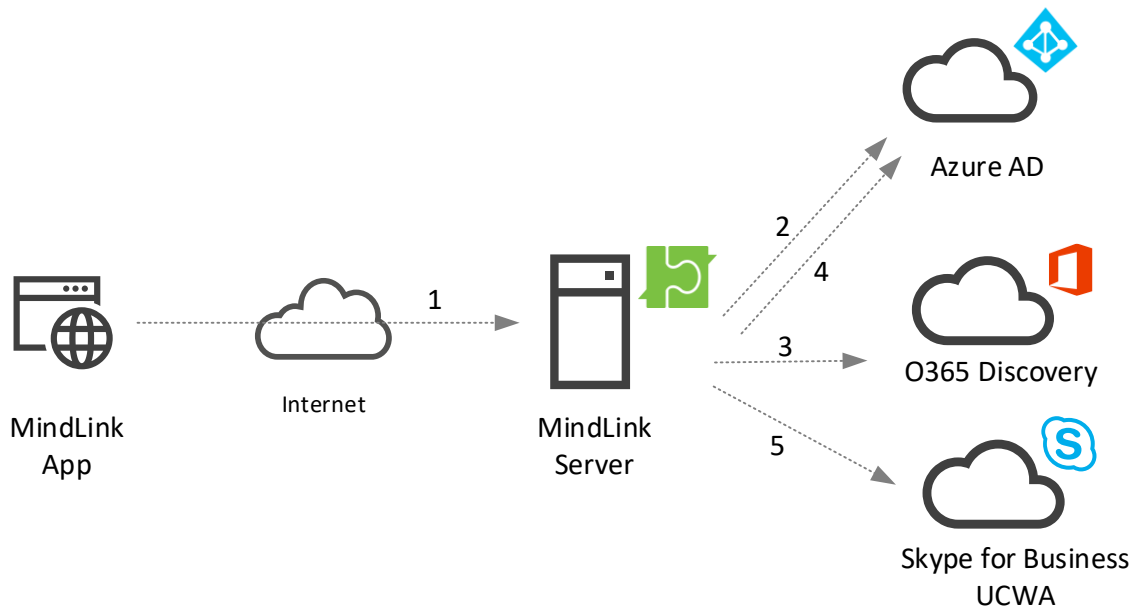 Azure AD
2
4
1
3
O365 Discovery
Internet
MindLink
App
MindLink
Server
5
S
Skype for Business
UCWA